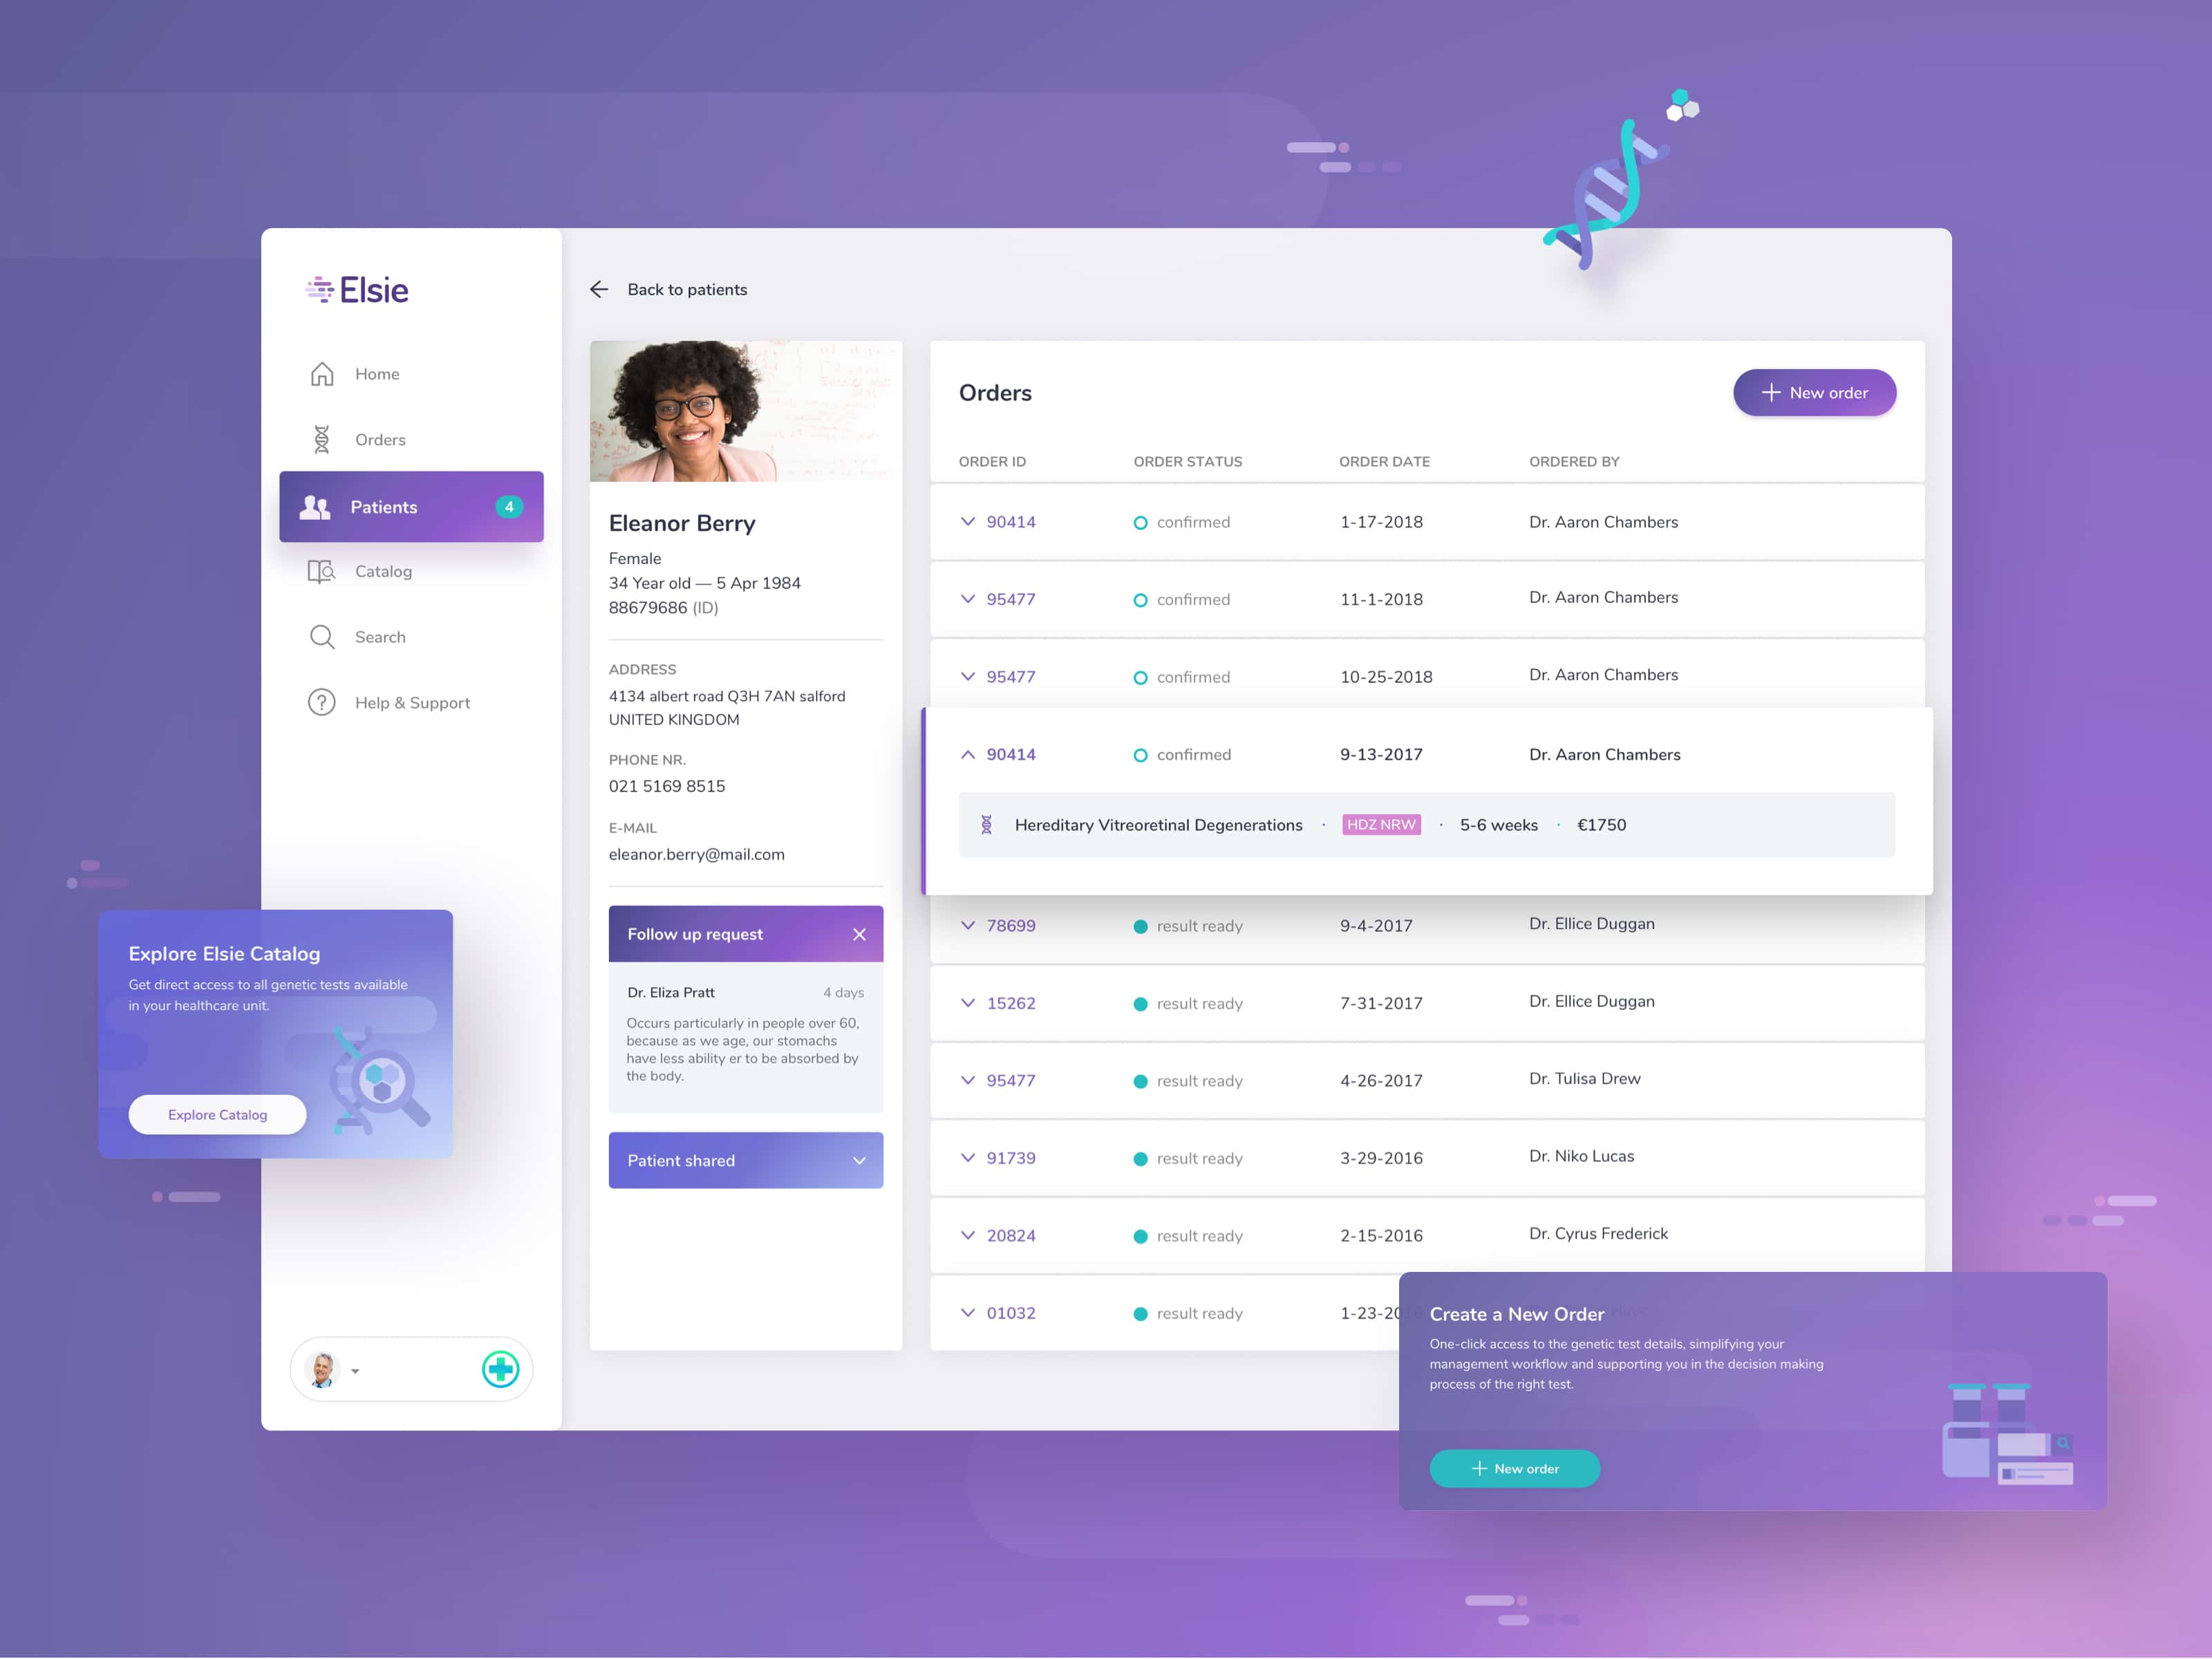 Elsie
Home
Orders
Patients 4
Catalog
Search
Help & Support
Explore Elsie Catalog
Get direct access to all genetic tests available
in your healthcare unit.
Explore Catalog
Back to patients
Eleanor Berry
Female
34 Year old — 5 Apr 1984
88679686 (ID)
ADDRESS
4134 albert road Q3H 7AN salford
UNITED KINGDOM
PHONE NR.
021 5169 8515
E-MAIL
eleanor.berry@mail.com
Follow up request
Dr. Eliza Pratt 4 days
Occurs particularly in people over 60,
because as we age, our stomachs
have less ability er to be absorbed by
the body.
Patient shared
Orders
New order
ORDER ID ORDER STATUS ORDER DATE ORDERED BY
90414 confirmed 1-17-2018 Dr. Aaron Chambers
95477 confirmed 11-1-2018 Dr. Aaron Chambers
95477 confirmed 10-25-2018 Dr. Aaron Chambers
90414 confirmed 9-13-2017 Dr. Aaron Chambers
Hereditary Vitreoretinal Degenerations · HDZ NRW · 5-6 weeks · €1750
78699 result ready 9-4-2017 Dr. Ellice Duggan
15262 result ready 7-31-2017 Dr. Ellice Duggan
95477 result ready 4-26-2017 Dr. Tulisa Drew
91739 result ready 3-29-2016 Dr. Niko Lucas
20824 result ready 2-15-2016 Dr. Cyrus Frederick
01032 result ready 1-23-20
Create a New Order
One-click access to the genetic test details, simplifying your
management workflow and supporting you in the decision making
process of the right test.
New order